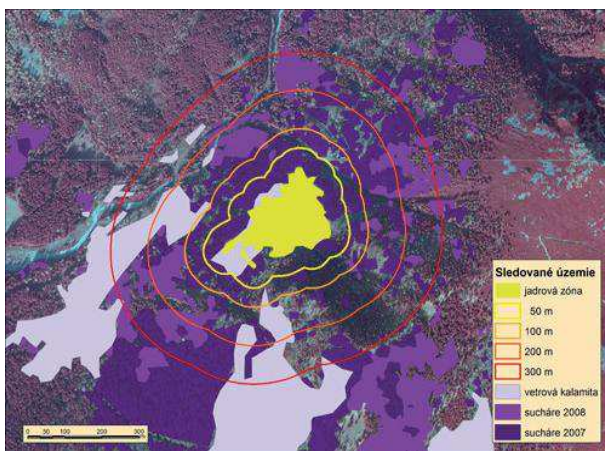 Sledované územie
jadrová zóna
50 m
100 m
200 m
300 m
vetrová kalamita
sucháre 2008
sucháre 2007
0 50 100 200 300
m